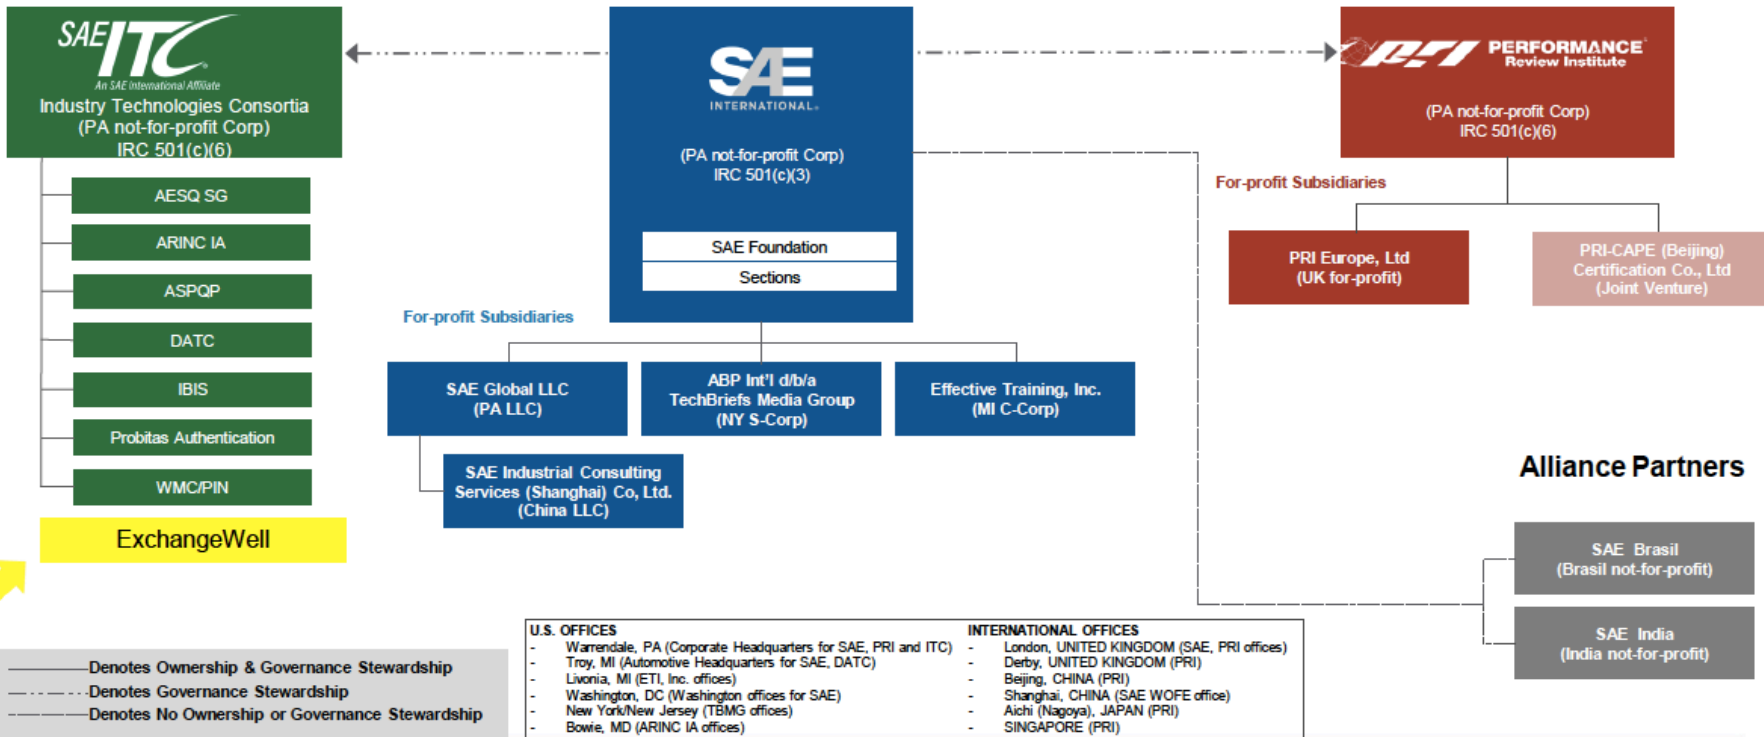 SAE ITC
An SAE International Affiliate
Industry Technologies Consortia
(PA not-for-profit Corp)
IRC 501(c)(6)
AESQ SG
ARINC IA
ASPQP
DATC
IBIS
Probitas Authentication
WMC/PIN
ExchangeWell
SAE
INTERNATIONAL®
(PA not-for-profit Corp)
IRC 501(c)(3)
SAE Foundation
Sections
For-profit Subsidiaries
SAE Global LLC
(PA LLC)
ABP Int'l d/b/a
TechBriefs Media Group
(NY S-Corp)
Effective Training, Inc.
(MI C-Corp)
SAE Industrial Consulting
Services (Shanghai) Co, Ltd.
(China LLC)
PRI PERFORMANCE
Review Institute
(PA not-for-profit Corp)
IRC 501(c)(6)
For-profit Subsidiaries
PRI Europe, Ltd
(UK for-profit)
PRI-CAPE (Beijing)
Certification Co., Ltd
(Joint Venture)
Alliance Partners
SAE Brasil
(Brasil not-for-profit)
SAE India
(India not-for-profit)
Denotes Ownership & Governance Stewardship
Denotes Governance Stewardship
Denotes No Ownership or Governance Stewardship
U.S. OFFICES
- Warrendale, PA (Corporate Headquarters for SAE, PRI and ITC)
- Troy, MI (Automotive Headquarters for SAE, DATC)
- Livonia, MI (ETI, Inc. offices)
- Washington, DC (Washington offices for SAE)
- New York/New Jersey (TBMG offices)
- Bowie, MD (ARINC IA offices)
INTERNATIONAL OFFICES
- London, UNITED KINGDOM (SAE, PRI offices)
- Derby, UNITED KINGDOM (PRI)
- Beijing, CHINA (PRI)
- Shanghai, CHINA (SAE WOFE office)
- Aichi (Nagoya), JAPAN (PRI)
- SINGAPORE (PRI)